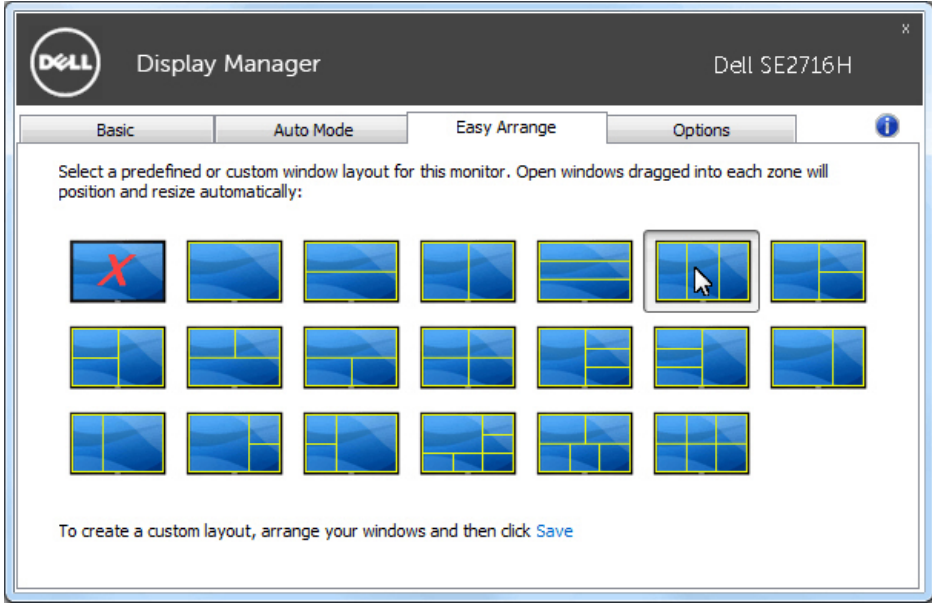 DELL
Display Manager
Dell SE2716H
x
Basic
Auto Mode
Easy Arrange
Options
i
Select a predefined or custom window layout for this monitor. Open windows dragged into each zone will
position and resize automatically:
X
To create a custom layout, arrange your windows and then click Save